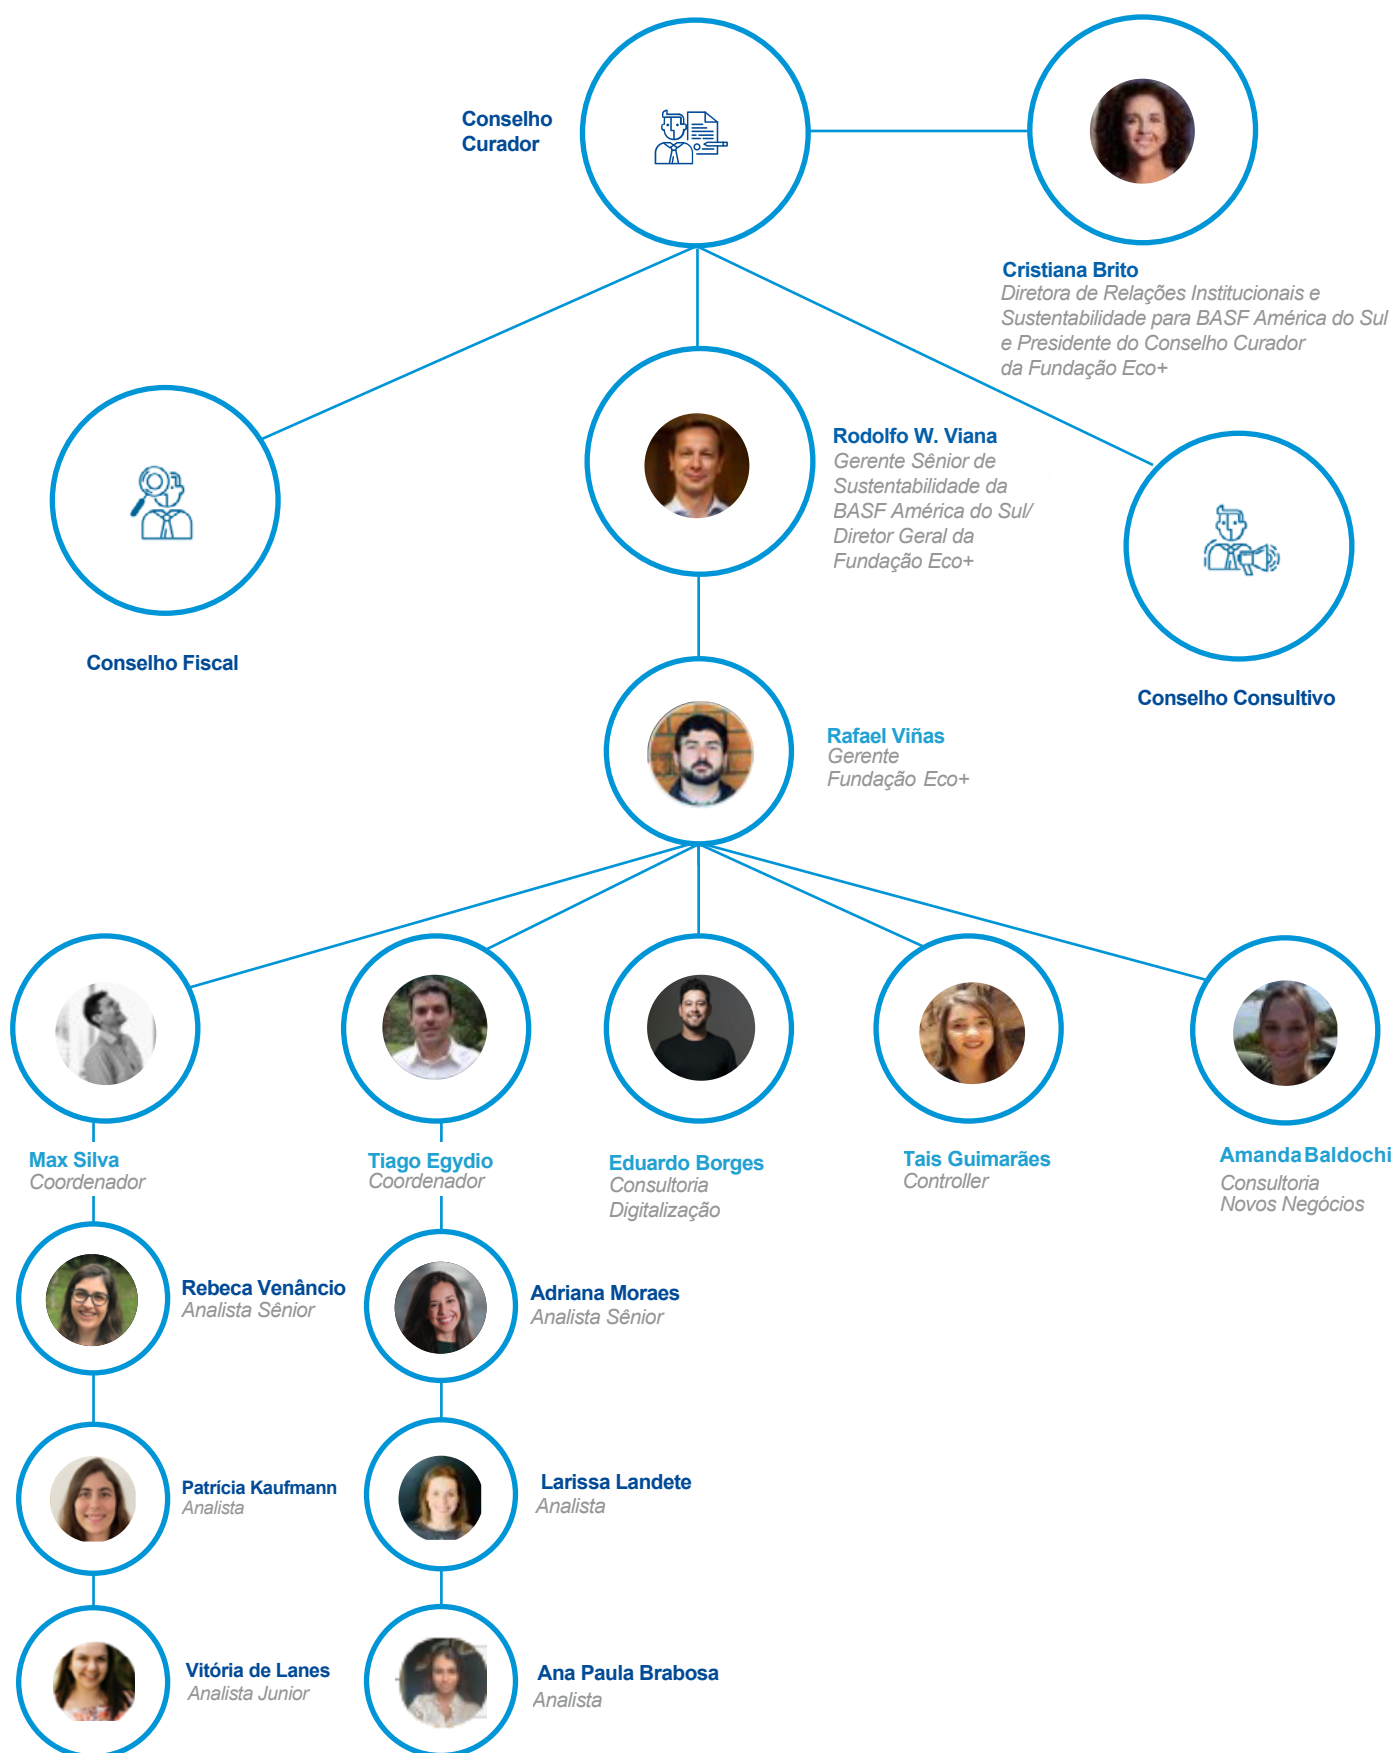 Conselho
Curador
Cristiana Brito
Diretora de Relações Institucionais e
Sustentabilidade para BASF América do Sul
e Presidente do Conselho Curador
da Fundação Eco+
Rodolfo W. Viana
Gerente Sênior de
Sustentabilidade da
BASF América do Sul/
Diretor Geral da
Fundação Eco+
Conselho Fiscal
Conselho Consultivo
Rafael Viñas
Gerente
Fundação Eco+
Max Silva
Coordenador
Tiago Egydio
Coordenador
Eduardo Borges
Consultoria
Digitalização
Tais Guimarães
Controller
Amanda Baldochi
Consultoria
Novos Negócios
Rebeca Venâncio
Analista Sênior
Adriana Moraes
Analista Sênior
Patrícia Kaufmann
Analista
Larissa Landete
Analista
Vitória de Lanes
Analista Junior
Ana Paula Brabosa
Analista